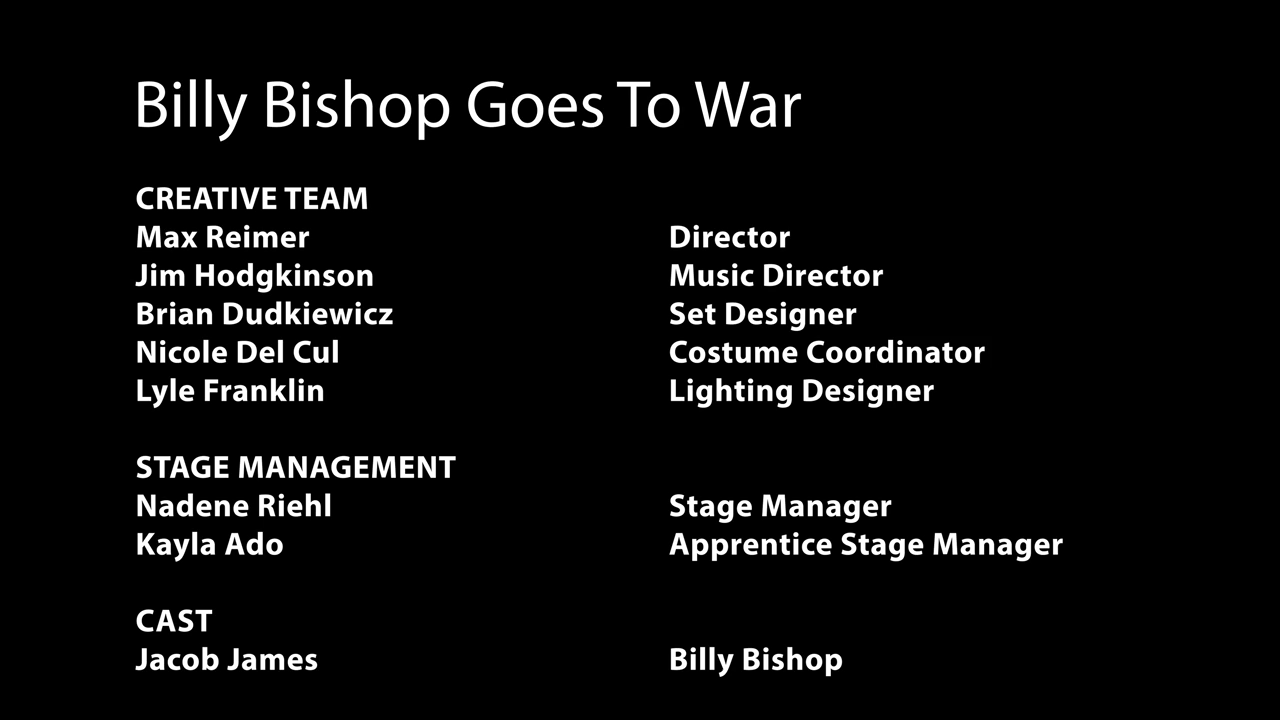 Billy Bishop Goes To War
CREATIVE TEAM
Max Reimer Director
Jim Hodgkinson Music Director
Brian Dudkiewicz Set Designer
Nicole Del Cul Costume Coordinator
Lyle Franklin Lighting Designer
STAGE MANAGEMENT
Nadene Riehl Stage Manager
Kayla Ado Apprentice Stage Manager
CAST
Jacob James Billy Bishop